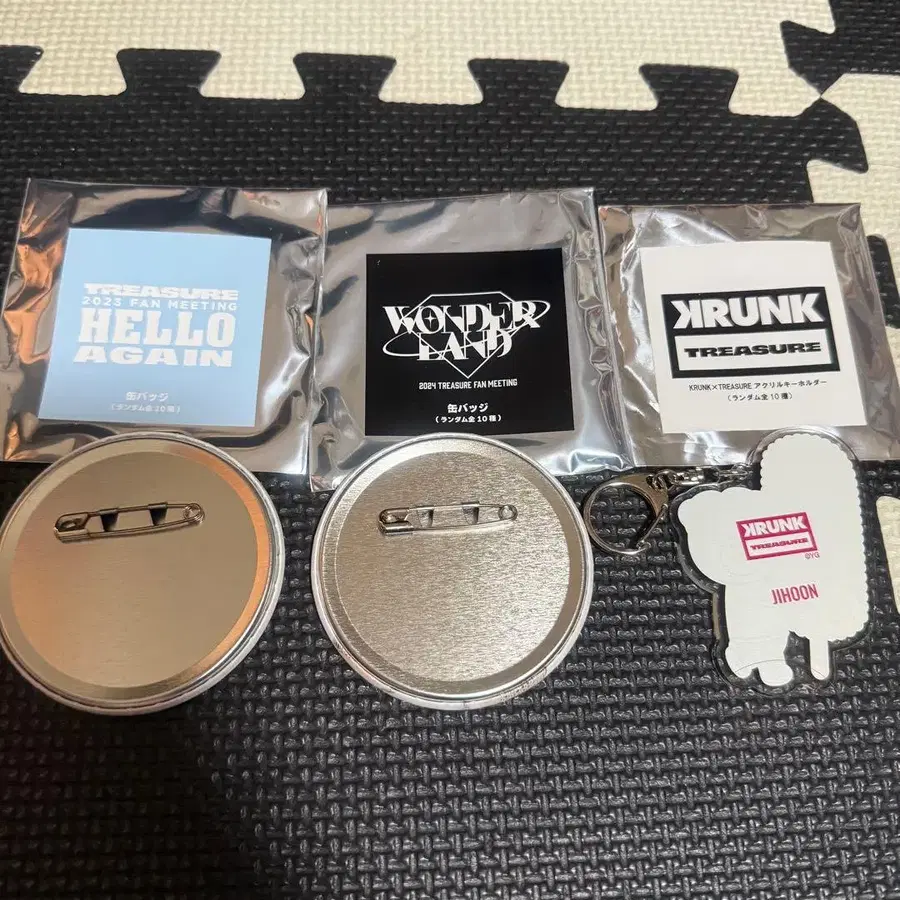 TREASURE
2023 FAN MEETING
HELLO
AGAIN
缶バッジ
(ランダム全10種)
WONDER
LAND
2024 TREASURE FAN MEETING
缶バッジ
(ランダム全10種)
KRUNK
TREASURE
KRUNK×TREASURE アクリルキーホルダー
(ランダム全10種)
KRUNK
TREASURE
©YG
JIHOON